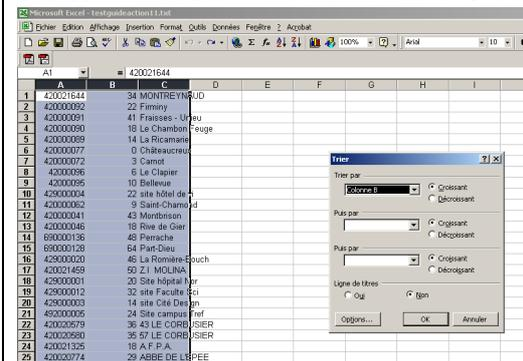 Microsoft Excel - testguideaction11.txt
Fichier Edition Affichage Insertion Format Outils Données Fenêtre ? Acrobat
100% Arial 10
A1 = 420021644
A B C D E F G H I
1 420021644 34 MONTREYNAUD
2 420000092 22 Firminy
3 420000091 41 Fraisses - Unieu
4 420000090 18 Le Chambon Feuge
5 420000089 14 La Ricamarie
6 420000077 0 Châteaucreux
7 420000072 3 Carnot
8 42000096 6 Le Clapier
9 42000095 10 Bellevue
10 429000004 22 site hôtel de
11 420000062 9 Saint-Chamond
12 420000041 43 Montbrison
13 420000046 18 Rive de Gier
14 690000136 48 Perrache
15 690000128 64 Part-Dieu
16 429000020 46 La Romière-Bouch
17 420021459 50 Z.I. MOLINA
18 429000001 20 Site hôpital Nor
19 429000012 32 site Faculte Sci
20 429000003 14 site Cité Design
21 492000005 24 Site campus Tref
22 420020579 36 43 LE CORBUSIER
23 420020580 35 57 LE CORBUSIER
24 420021325 18 A.F.P.A.
25 420020774 29 ABBE DE L'EPEE
Trier
Trier par
Colonne B
Croissant
Décroissant
Puis par
Croissant
Décroissant
Puis par
Croissant
Décroissant
Ligne de titres
Oui Non
Options... OK Annuler